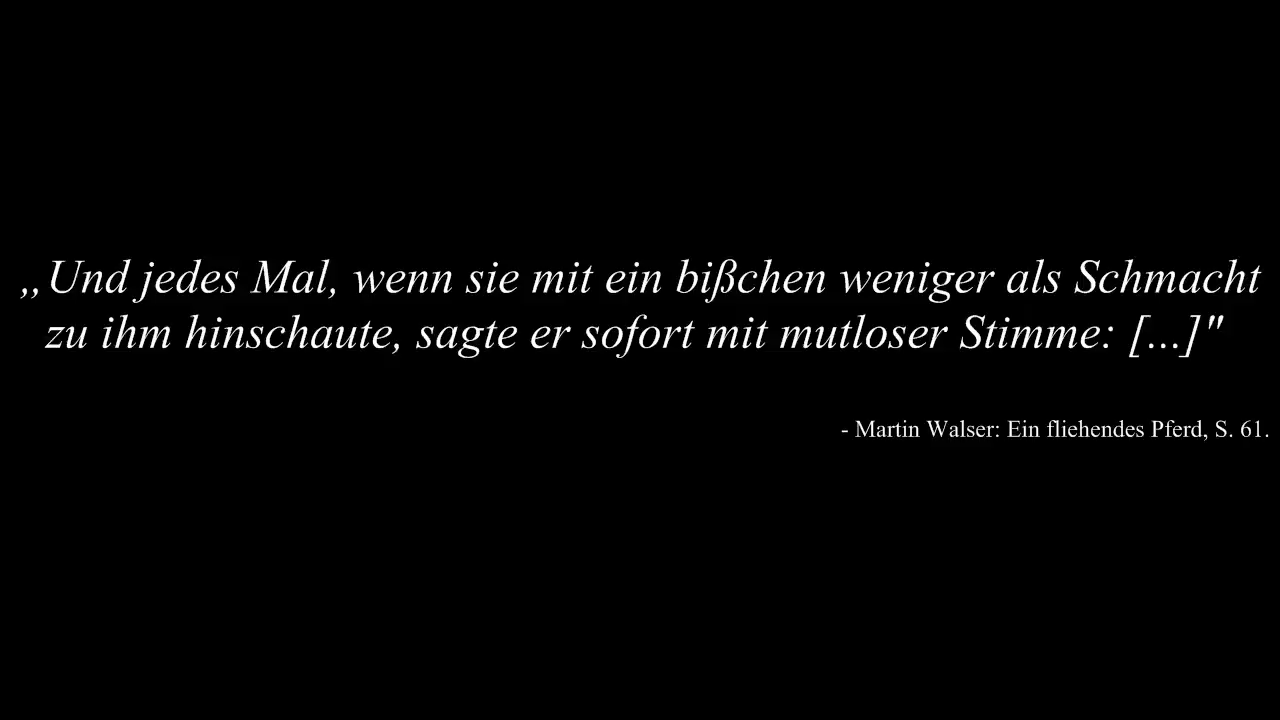 ,,Und jedes Mal, wenn sie mit ein bißchen weniger als Schmacht
zu ihm hinschaute, sagte er sofort mit mutloser Stimme: [...]"
- Martin Walser: Ein fliehendes Pferd, S. 61.